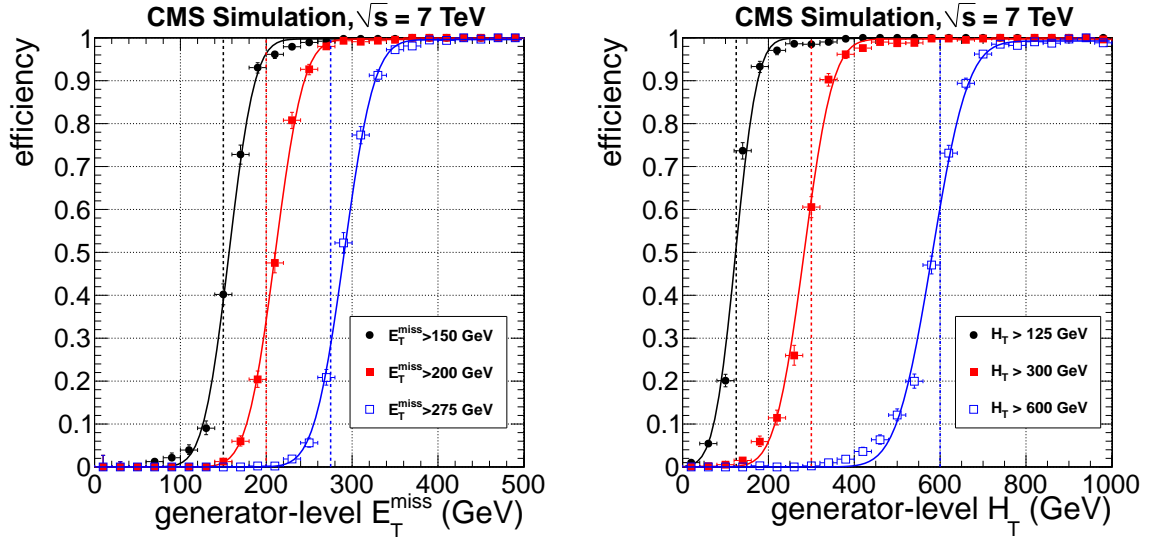 CMS Simulation, √s = 7 TeV
efficiency
1
0.9
0.8
0.7
0.6
0.5
0.4
0.3
0.2
0.1
0
E_T^miss>150 GeV
E_T^miss>200 GeV
E_T^miss>275 GeV
0 100 200 300 400 500
generator-level E_T^miss (GeV)
CMS Simulation, √s = 7 TeV
efficiency
1
0.9
0.8
0.7
0.6
0.5
0.4
0.3
0.2
0.1
0
H_T > 125 GeV
H_T > 300 GeV
H_T > 600 GeV
0 200 400 600 800 1000
generator-level H_T (GeV)